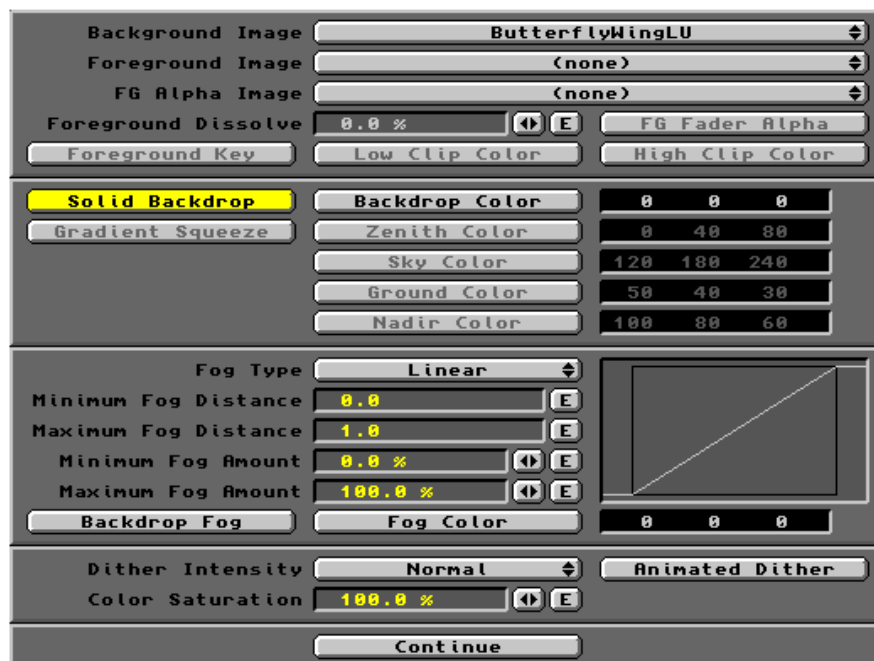 Background Image ButterflyWingLU
Foreground Image (none)
FG Alpha Image (none)
Foreground Dissolve 0.0 % E FG Fader Alpha
Foreground Key Low Clip Color High Clip Color
Solid Backdrop Backdrop Color 0 0 0
Gradient Squeeze Zenith Color 0 40 80
Sky Color 120 180 240
Ground Color 50 40 30
Nadir Color 100 80 60
Fog Type Linear
Minimum Fog Distance 0.0 E
Maximum Fog Distance 1.0 E
Minimum Fog Amount 0.0 % E
Maximum Fog Amount 100.0 % E
Backdrop Fog Fog Color 0 0 0
Dither Intensity Normal Animated Dither
Color Saturation 100.0 % E
Continue